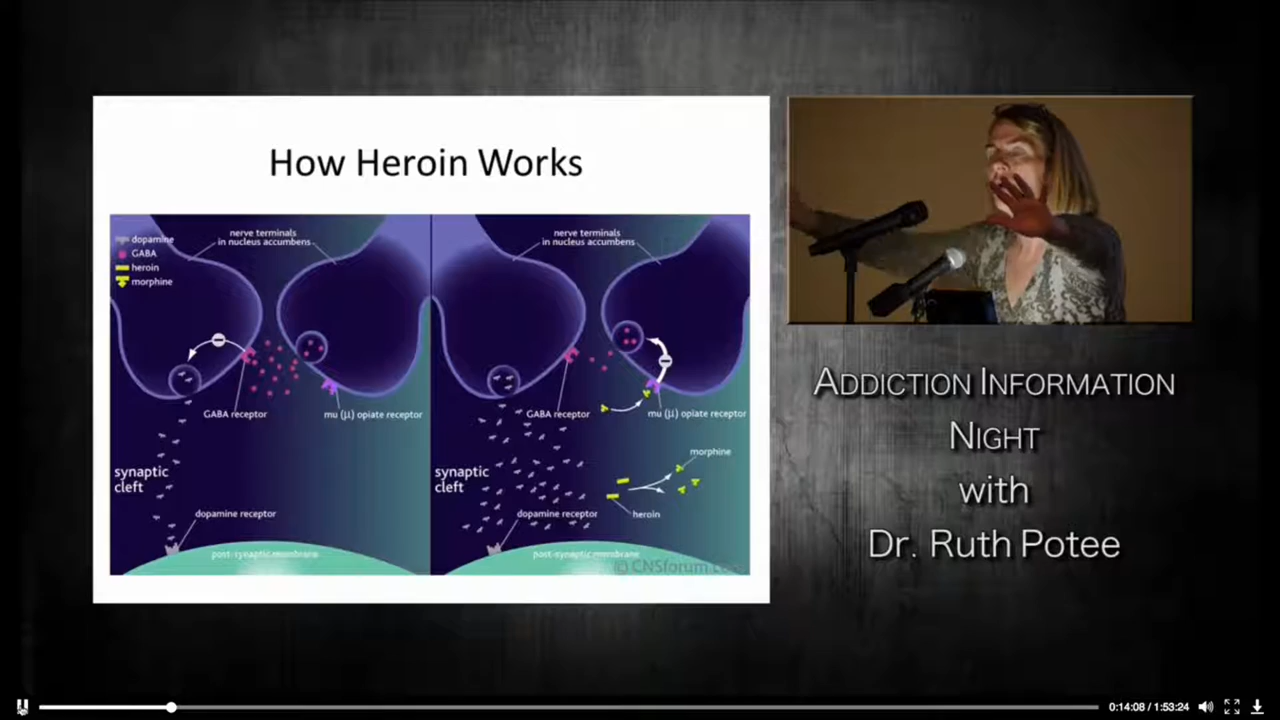 How Heroin Works
dopamine
GABA
heroin
morphine
nerve terminals
in nucleus accumbens
GABA receptor
mu (μ) opiate receptor
synaptic
cleft
dopamine receptor
post-synaptic membrane
nerve terminals
in nucleus accumbens
GABA receptor
mu (μ) opiate receptor
morphine
synaptic
cleft
dopamine receptor
heroin
post-synaptic membrane
© CNSforum
ADDICTION INFORMATION
NIGHT
with
Dr. Ruth Potee
0:14:08 / 1:53:24